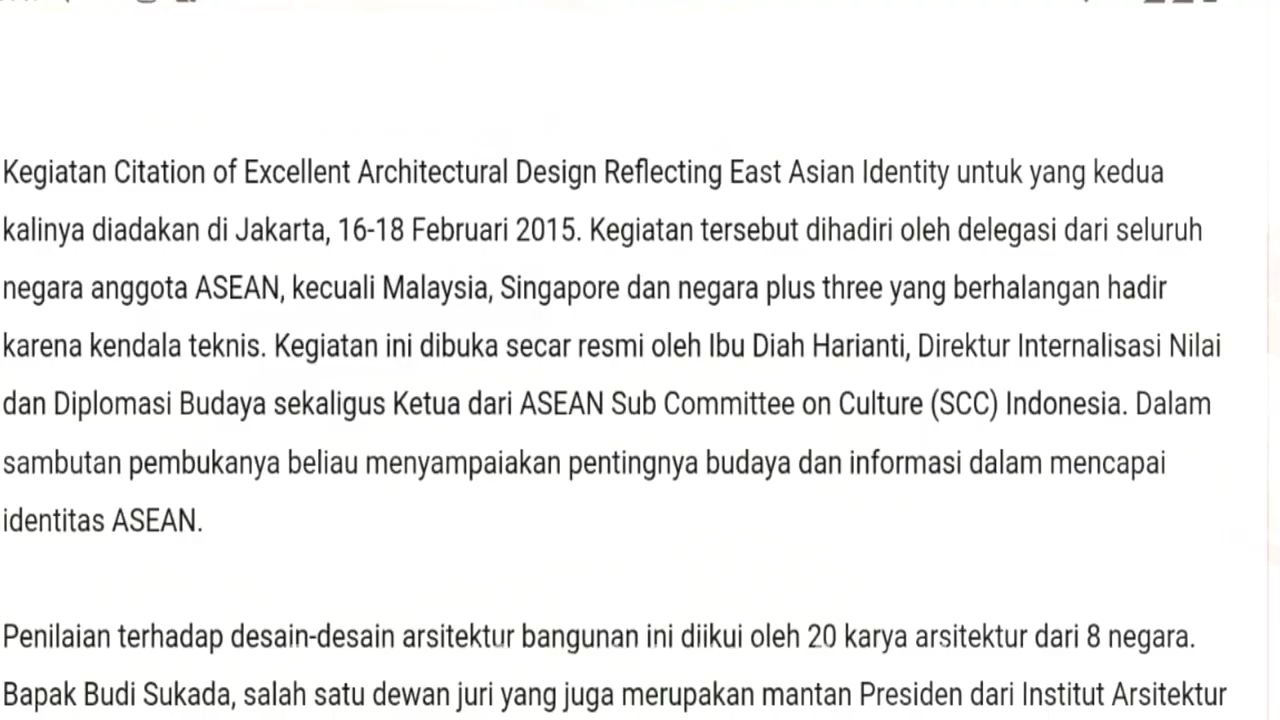 Kegiatan Citation of Excellent Architectural Design Reflecting East Asian Identity untuk yang kedua
kalinya diadakan di Jakarta, 16-18 Februari 2015. Kegiatan tersebut dihadiri oleh delegasi dari seluruh
negara anggota ASEAN, kecuali Malaysia, Singapore dan negara plus three yang berhalangan hadir
karena kendala teknis. Kegiatan ini dibuka secar resmi oleh Ibu Diah Harianti, Direktur Internalisasi Nilai
dan Diplomasi Budaya sekaligus Ketua dari ASEAN Sub Committee on Culture (SCC) Indonesia. Dalam
sambutan pembukanya beliau menyampaiakan pentingnya budaya dan informasi dalam mencapai
identitas ASEAN.
Penilaian terhadap desain-desain arsitektur bangunan ini diikui oleh 20 karya arsitektur dari 8 negara.
Bapak Budi Sukada, salah satu dewan juri yang juga merupakan mantan Presiden dari Institut Arsitektur